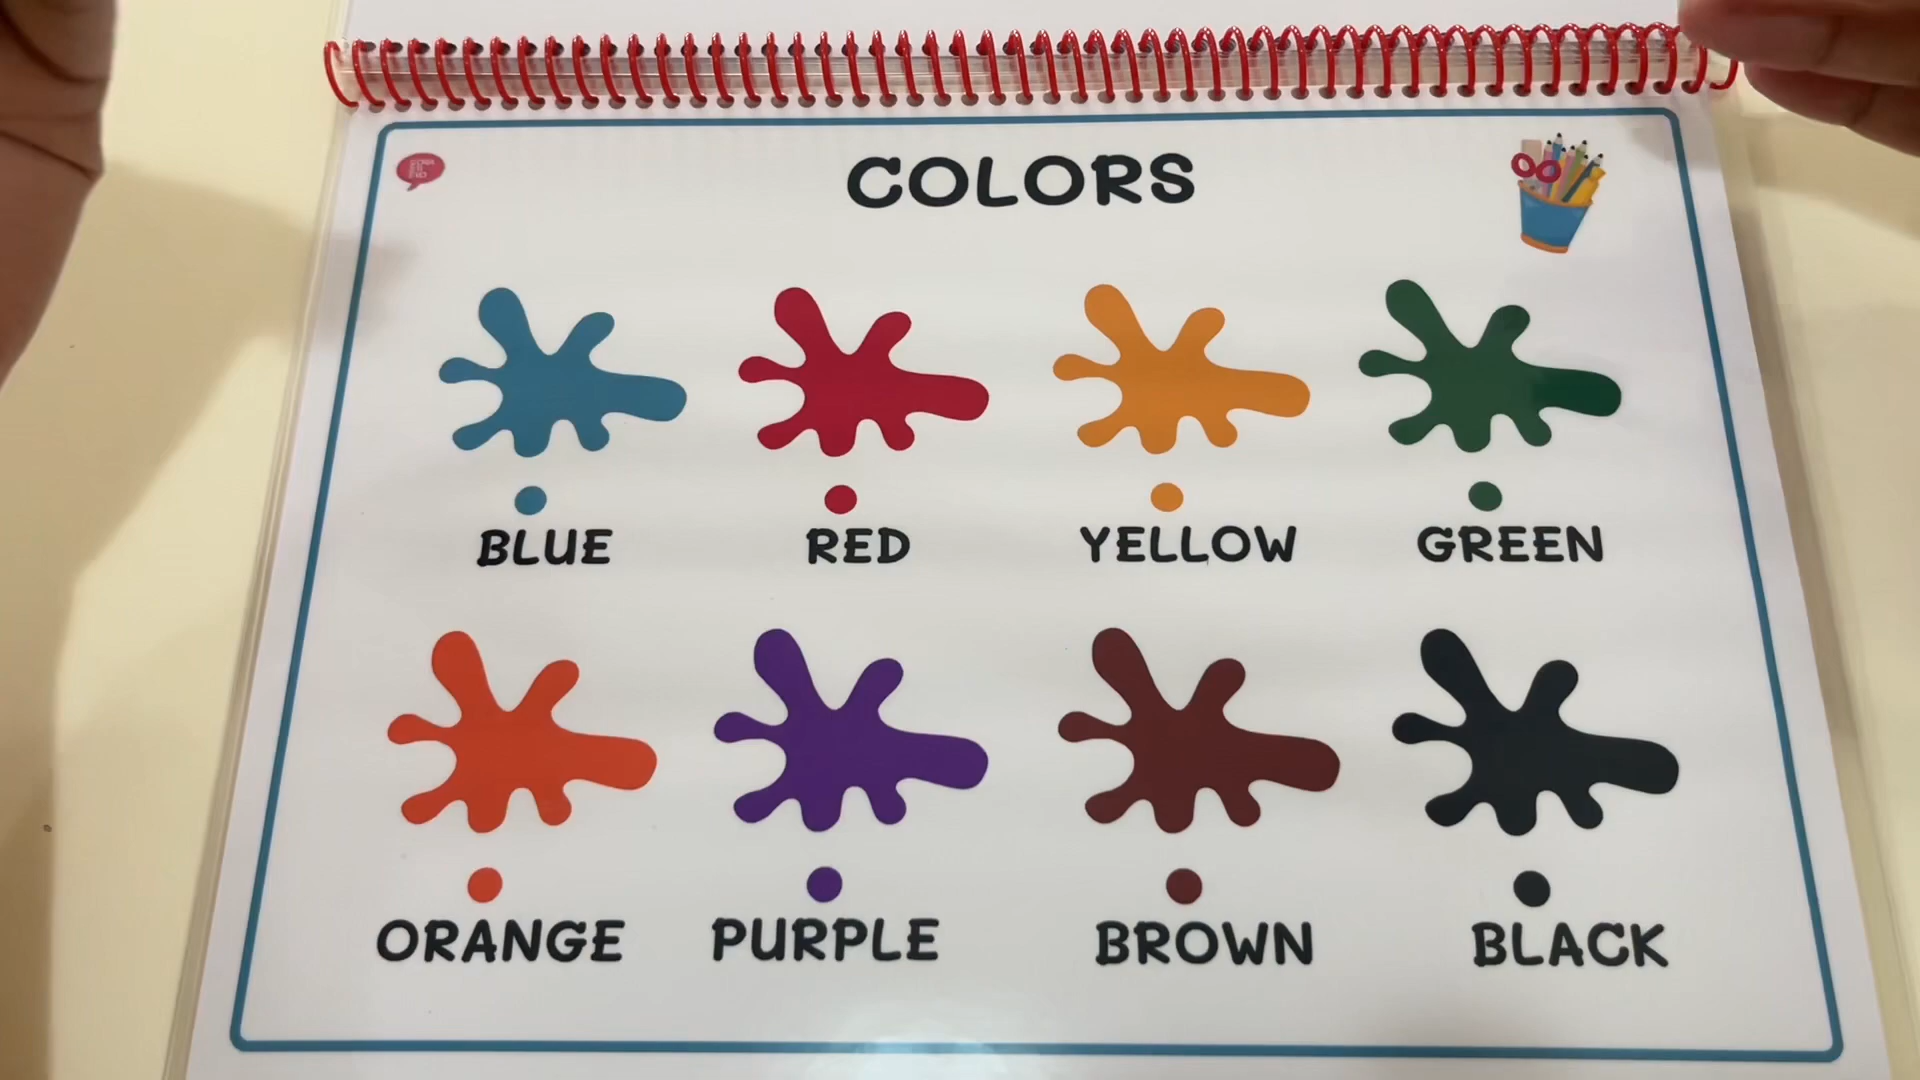 COLORS
BLUE
RED
YELLOW
GREEN
ORANGE
PURPLE
BROWN
BLACK